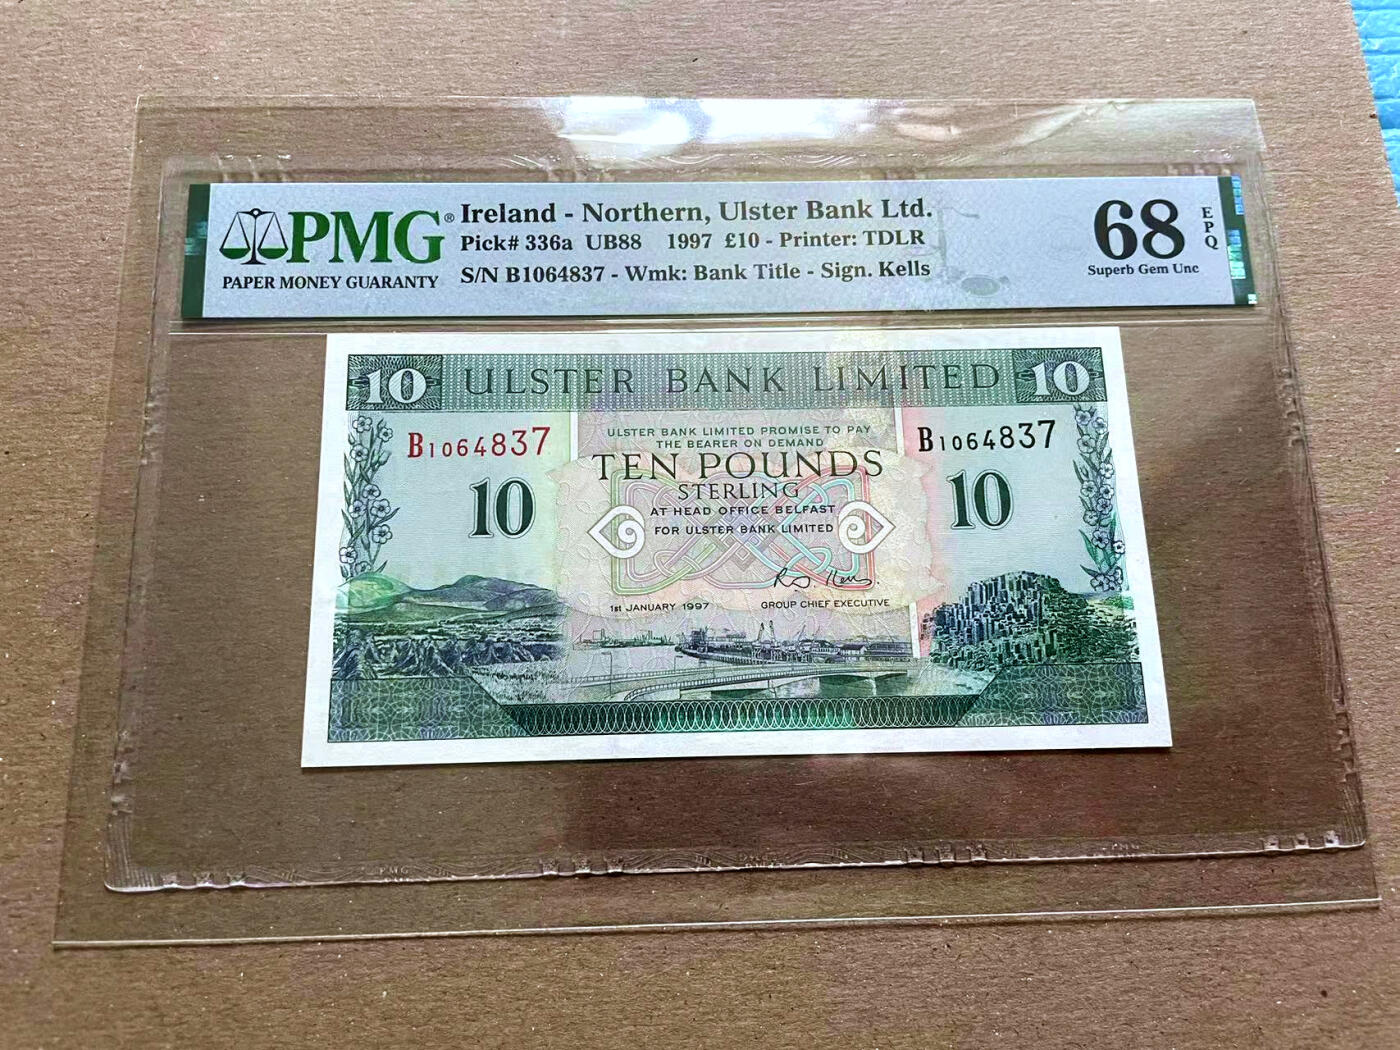 PMG®
PAPER MONEY GUARANTY
Ireland - Northern, Ulster Bank Ltd.
Pick# 336a UB88 1997 £10 - Printer: TDLR
S/N B1064837 - Wmk: Bank Title - Sign. Kells
68
EPQ
Superb Gem Unc
10 ULSTER BANK LIMITED 10
ULSTER BANK LIMITED PROMISE TO PAY
THE BEARER ON DEMAND
B1064837
B1064837
TEN POUNDS
STERLING
10
10
AT HEAD OFFICE BELFAST
FOR ULSTER BANK LIMITED
1st JANUARY 1997
GROUP CHIEF EXECUTIVE
PMG